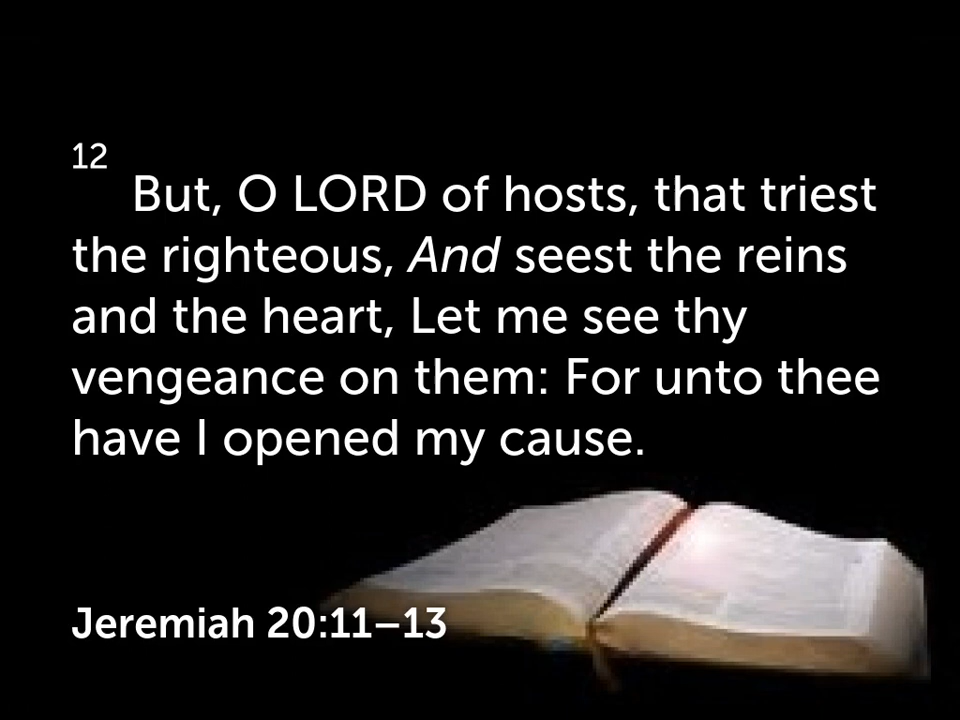 12
But, O LORD of hosts, that triest
the righteous, And seest the reins
and the heart, Let me see thy
vengeance on them: For unto thee
have I opened my cause.
Jeremiah 20:11–13